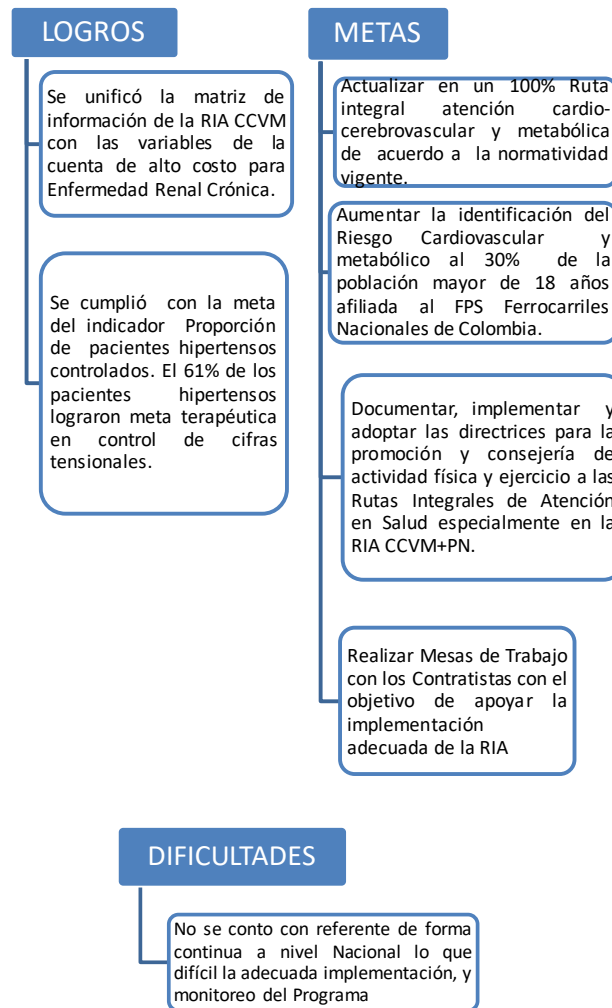 LOGROS
Se unificó la matriz de
información de la RIA CCVM
con las variables de la
cuenta de alto costo para
Enfermedad Renal Crónica.
Se cumplió con la meta
del indicador Proporción
de pacientes hipertensos
controlados. El 61% de los
pacientes hipertensos
lograron meta terapéutica
en control de cifras
tensionales.
METAS
Actualizar en un 100% Ruta
integral atención cardio-
cerebrovascular y metabólica
de acuerdo a la normatividad
vigente.
Aumentar la identificación del
Riesgo Cardiovascular y
metabólico al 30% de la
población mayor de 18 años
afiliada al FPS Ferrocarriles
Nacionales de Colombia.
Documentar, implementar y
adoptar las directrices para la
promoción y consejería de
actividad física y ejercicio a las
Rutas Integrales de Atención
en Salud especialmente en la
RIA CCVM+PN.
Realizar Mesas de Trabajo
con los Contratistas con el
objetivo de apoyar la
implementación
adecuada de la RIA
DIFICULTADES
No se conto con referente de forma
continua a nivel Nacional lo que
difícil la adecuada implementación, y
monitoreo del Programa